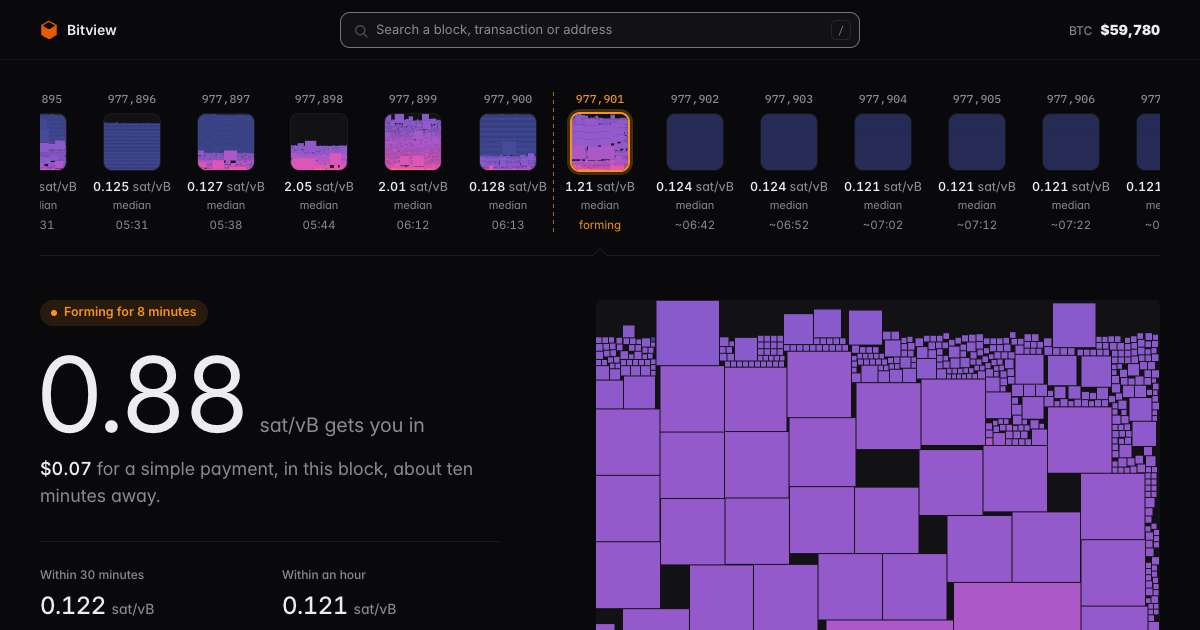 Bitview
Search a block, transaction or address
/
BTC $59,780
895 977,896 977,897 977,898 977,899 977,900 977,901 977,902 977,903 977,904 977,905 977,906 977
sat/vB 0.125 sat/vB 0.127 sat/vB 2.05 sat/vB 2.01 sat/vB 0.128 sat/vB 1.21 sat/vB 0.124 sat/vB 0.124 sat/vB 0.121 sat/vB 0.121 sat/vB 0.121 sat/vB 0.121
lian median median median median median median median median median median median me
31 05:31 05:38 05:44 06:12 06:13 forming ~06:42 ~06:52 ~07:02 ~07:12 ~07:22 ~0
Forming for 8 minutes
0.88 sat/vB gets you in
$0.07 for a simple payment, in this block, about ten
minutes away.
Within 30 minutes Within an hour
0.122 sat/vB 0.121 sat/vB